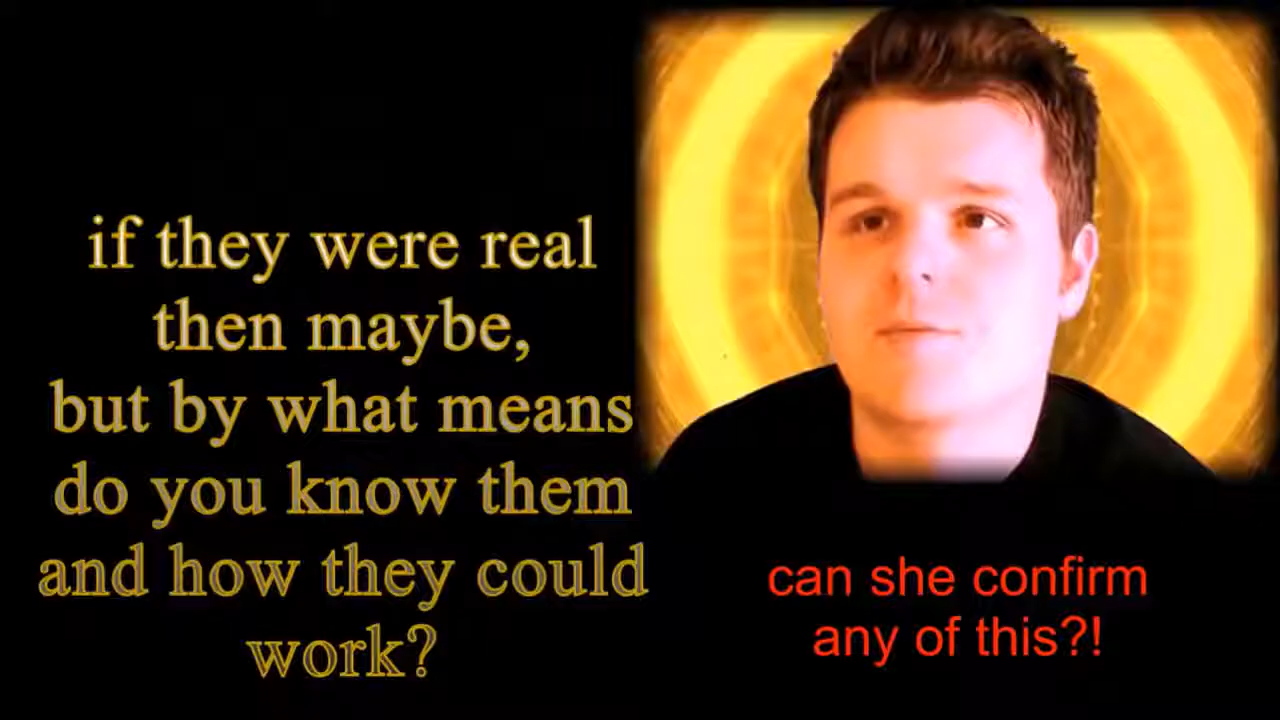 if they were real
then maybe,
but by what means
do you know them
and how they could
work?
can she confirm
any of this?!